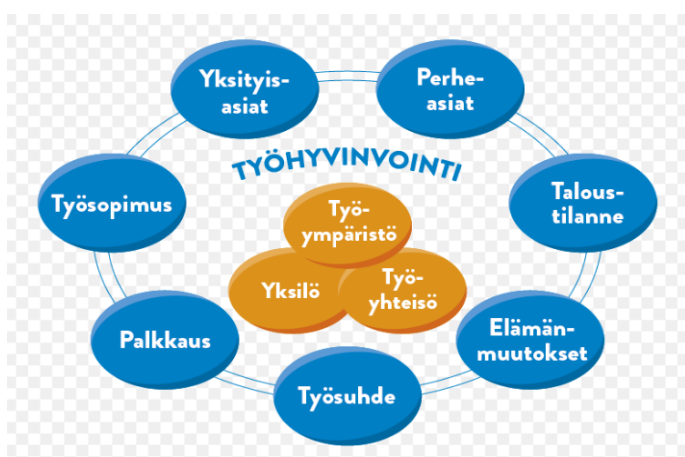 Yksityis-
asiat
Perhe-
asiat
TYÖHYVINVOINTI
Työsopimus
Talous-
tilanne
Työ-
ympäristö
Yksilö
Työ-
yhteisö
Palkkaus
Elämän-
muutokset
Työsuhde